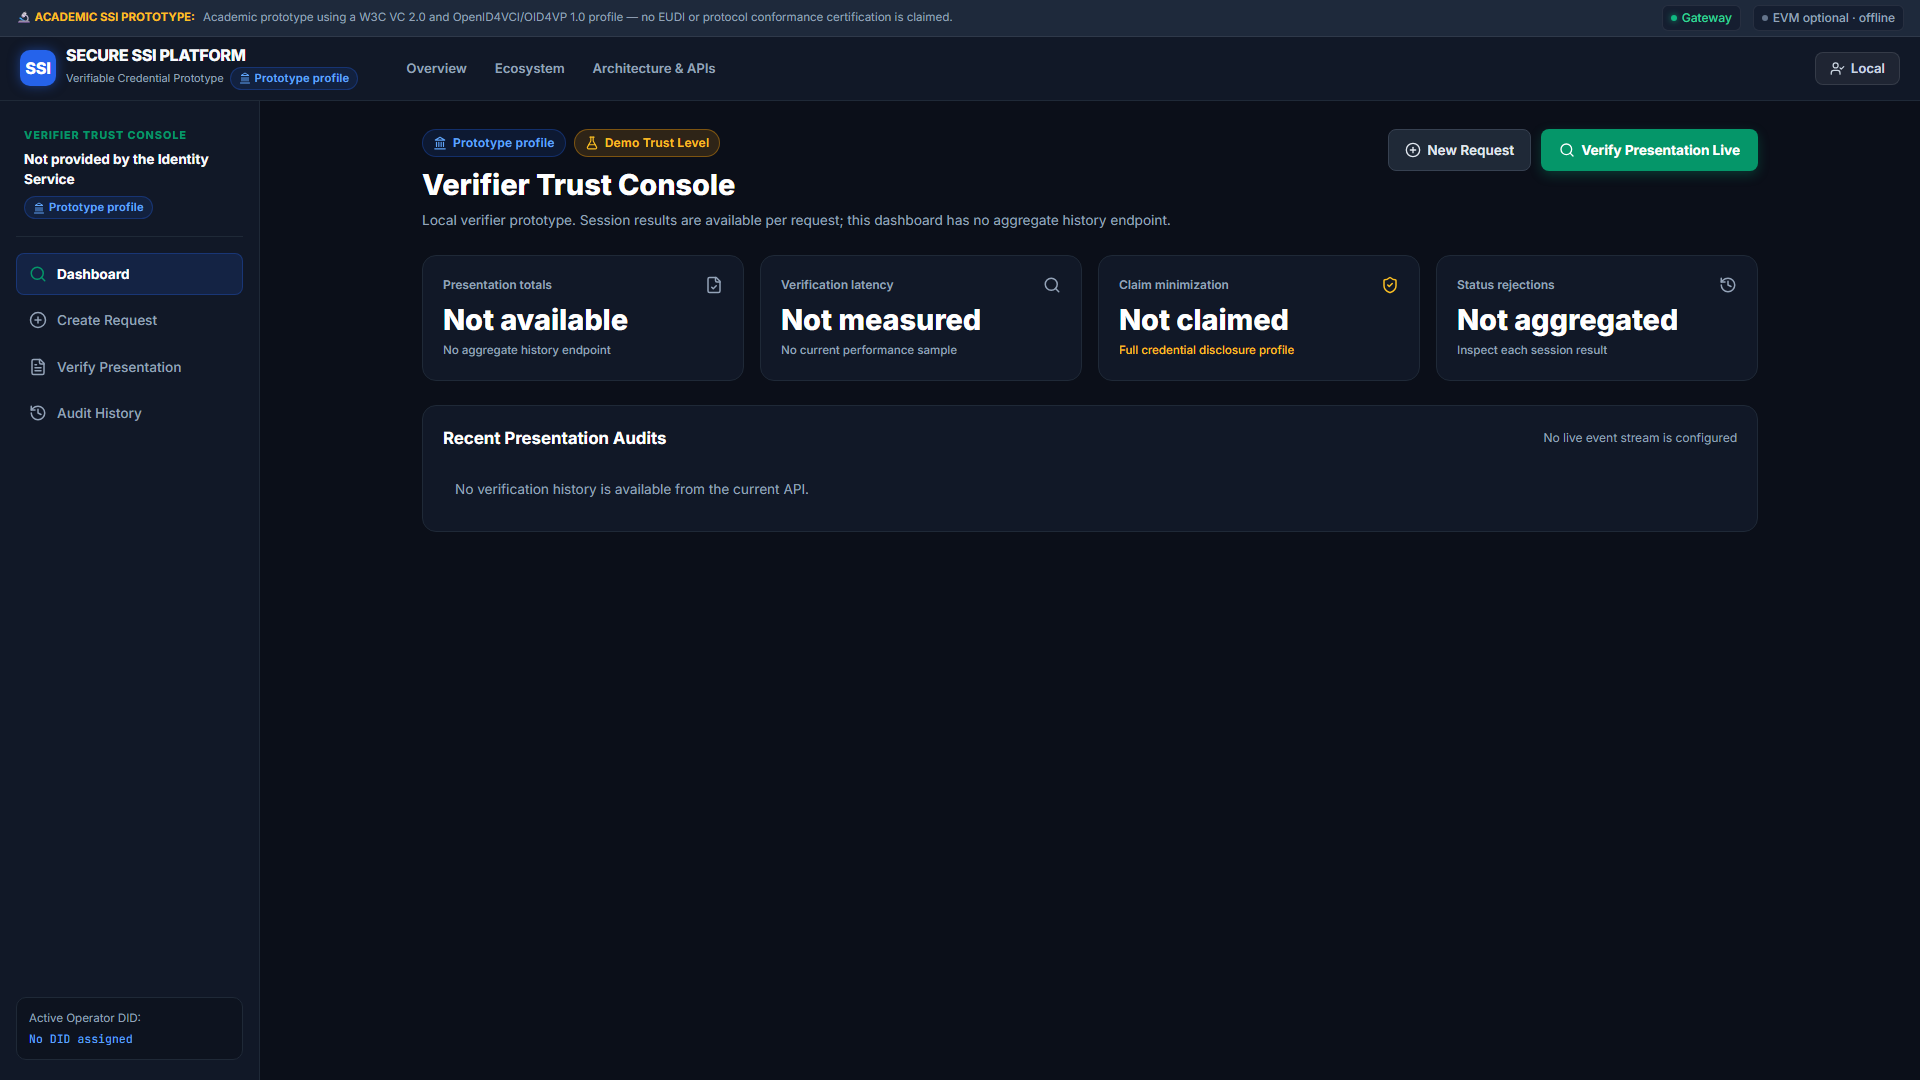 ACADEMIC SSI PROTOTYPE: Academic prototype using a W3C VC 2.0 and OpenID4VCI/OID4VP 1.0 profile — no EUDI or protocol conformance certification is claimed.
Gateway
EVM optional · offline
SSI
SECURE SSI PLATFORM
Verifiable Credential Prototype
Prototype profile
Overview
Ecosystem
Architecture & APIs
Local
VERIFIER TRUST CONSOLE
Not provided by the Identity
Service
Prototype profile
Dashboard
Create Request
Verify Presentation
Audit History
Active Operator DID:
No DID assigned
Prototype profile
Demo Trust Level
Verifier Trust Console
Local verifier prototype. Session results are available per request; this dashboard has no aggregate history endpoint.
New Request
Verify Presentation Live
Presentation totals
Not available
No aggregate history endpoint
Verification latency
Not measured
No current performance sample
Claim minimization
Not claimed
Full credential disclosure profile
Status rejections
Not aggregated
Inspect each session result
Recent Presentation Audits
No live event stream is configured
No verification history is available from the current API.